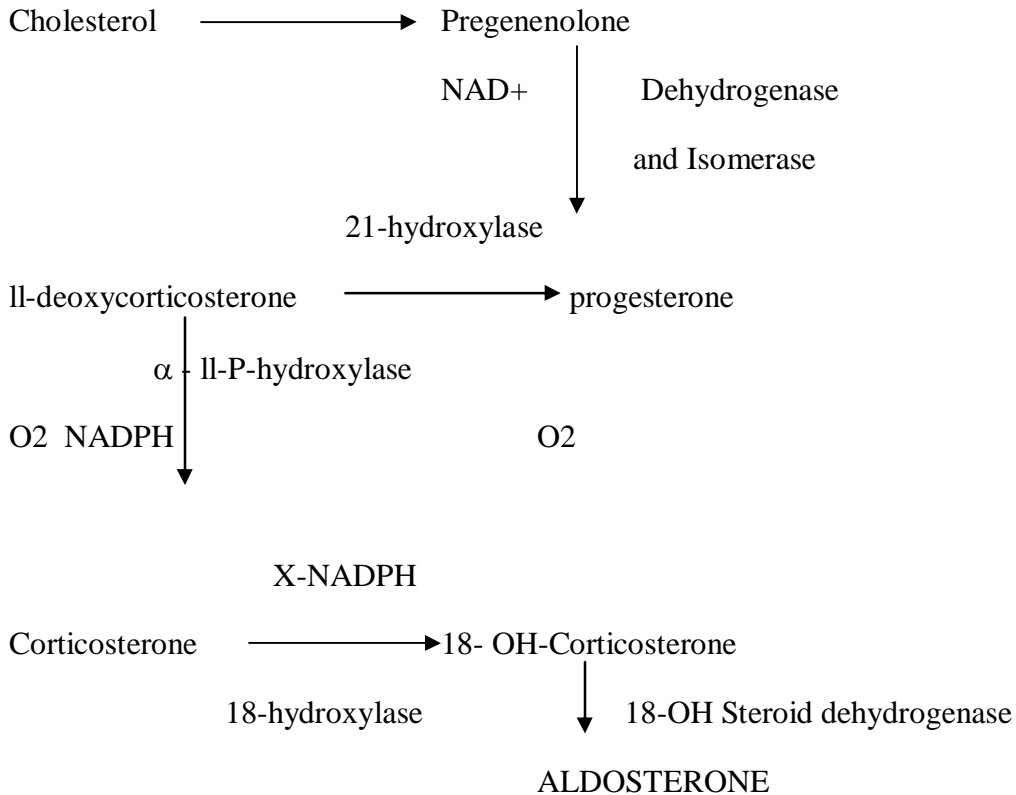 Cholesterol Pregenenolone
NAD+ Dehydrogenase
and Isomerase
21-hydroxylase
ll-deoxycorticosterone progesterone
α - ll-P-hydroxylase
O2 NADPH O2
X-NADPH
Corticosterone 18- OH-Corticosterone
18-hydroxylase 18-OH Steroid dehydrogenase
ALDOSTERONE